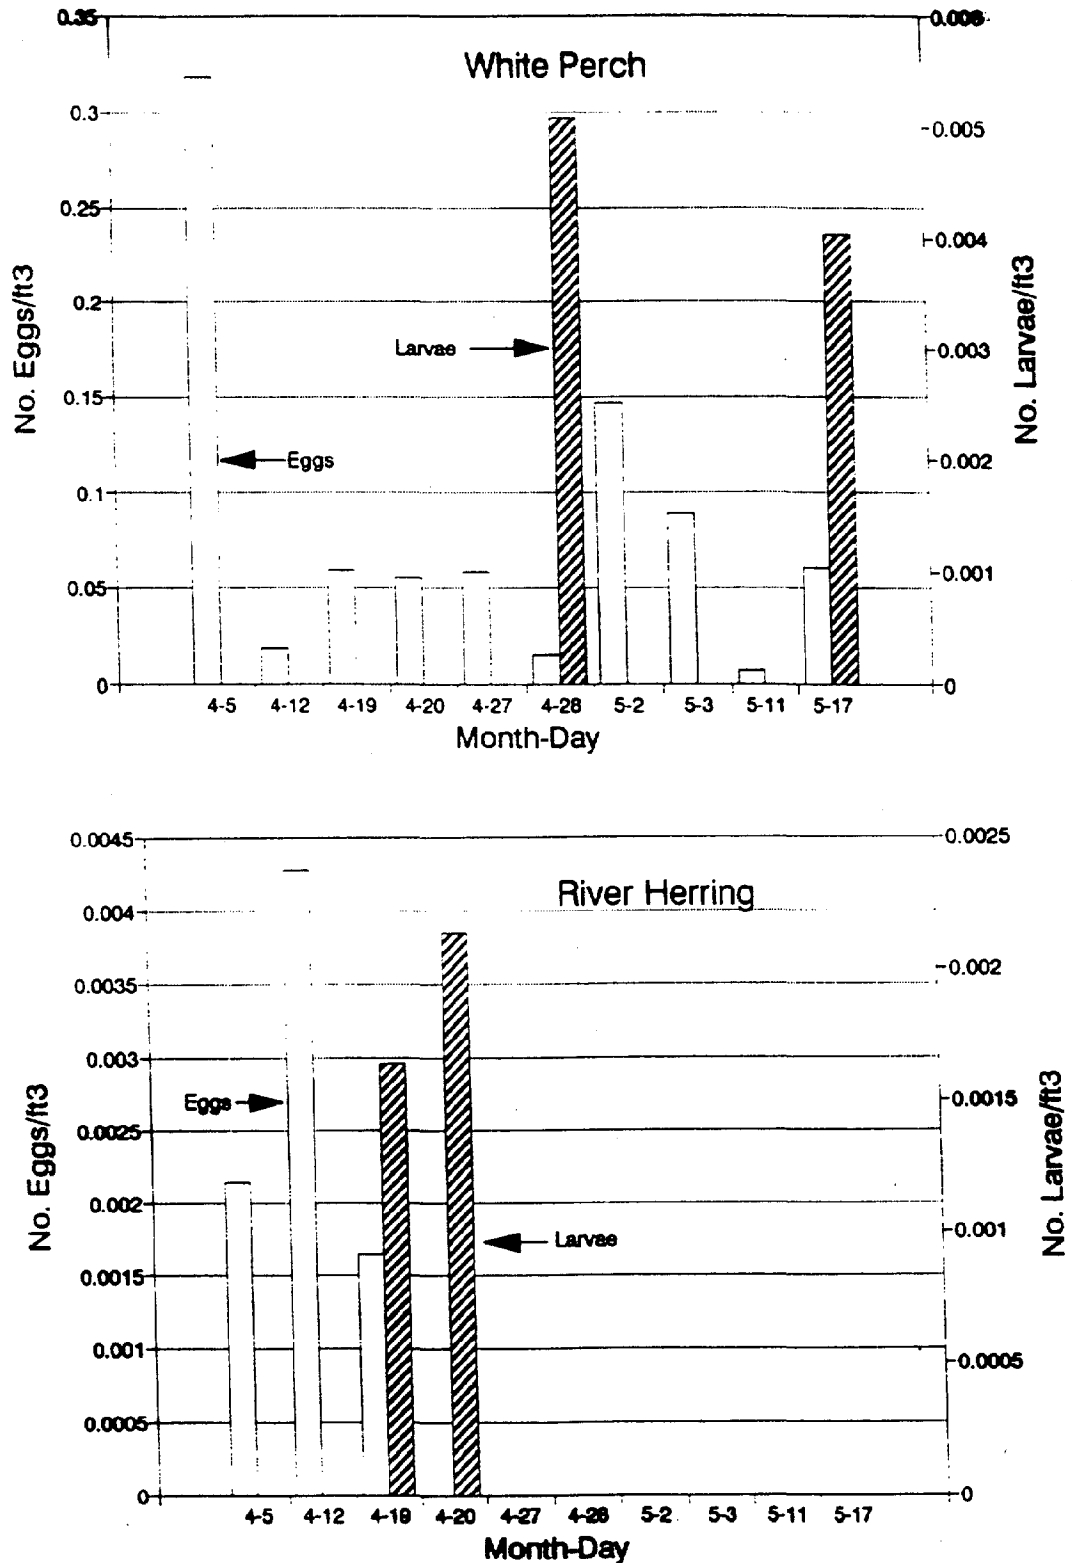 White Perch
0.35
0.3
0.25
0.2
0.15
0.1
0.05
0
No. Eggs/ft3
0.006
0.005
0.004
0.003
0.002
0.001
0
No. Larvae/ft3
Larvae
Eggs
4-5 4-12 4-19 4-20 4-27 4-28 5-2 5-3 5-11 5-17
Month-Day
River Herring
0.0045
0.004
0.0035
0.003
0.0025
0.002
0.0015
0.001
0.0005
0
No. Eggs/ft3
0.0025
0.002
0.0015
0.001
0.0005
0
No. Larvae/ft3
Eggs
Larvae
4-5 4-12 4-19 4-20 4-27 4-28 5-2 5-3 5-11 5-17
Month-Day